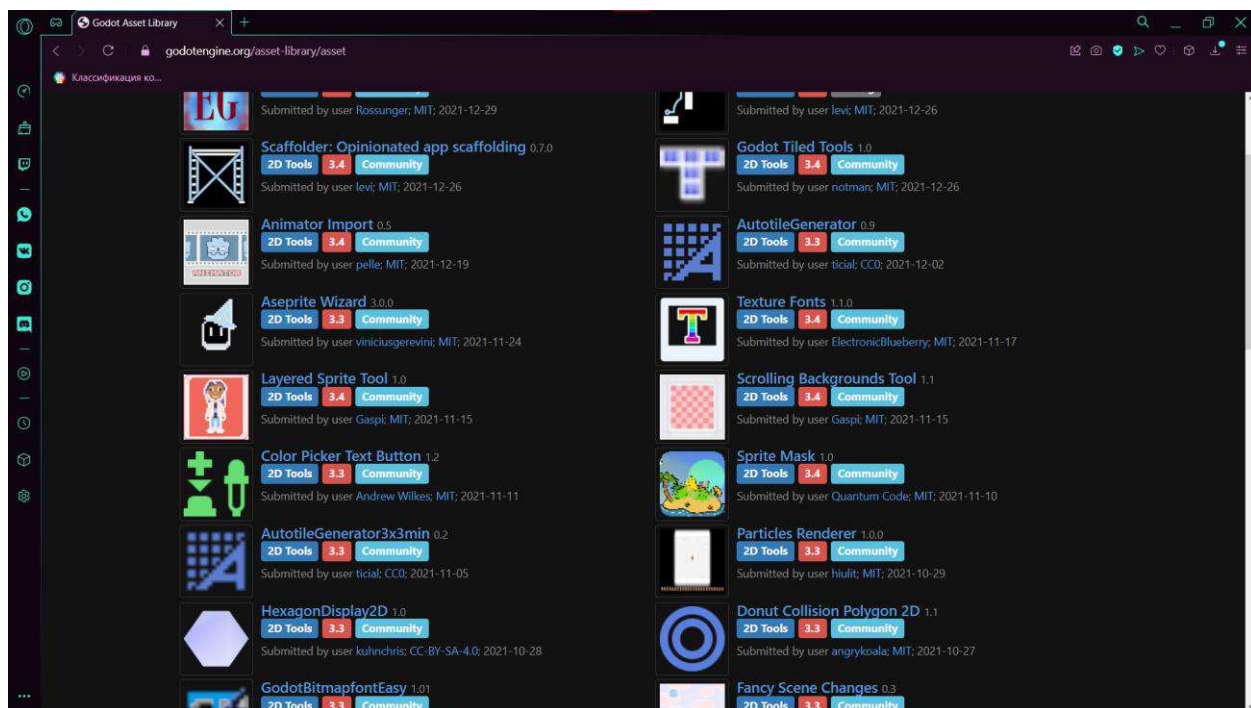 Godot Asset Library
godotengine.org/asset-library/asset
Классификация ко...
EG
Submitted by user Rossunger; MIT; 2021-12-29
Submitted by user levi; MIT; 2021-12-26
Scaffolder: Opinionated app scaffolding 0.7.0
2D Tools 3.4 Community
Submitted by user levi; MIT; 2021-12-26
Godot Tiled Tools 1.0
2D Tools 3.4 Community
Submitted by user notman; MIT; 2021-12-26
Animator Import 0.5
2D Tools 3.4 Community
Submitted by user pelle; MIT; 2021-12-19
ANIMATOR
AutotileGenerator 0.9
2D Tools 3.3 Community
Submitted by user ticial; CC0; 2021-12-02
Aseprite Wizard 3.0.0
2D Tools 3.3 Community
Submitted by user viniciusgerevini; MIT; 2021-11-24
Texture Fonts 1.1.0
2D Tools 3.4 Community
Submitted by user ElectronicBlueberry; MIT; 2021-11-17
Layered Sprite Tool 1.0
2D Tools 3.4 Community
Submitted by user Gaspi; MIT; 2021-11-15
Scrolling Backgrounds Tool 1.1
2D Tools 3.4 Community
Submitted by user Gaspi; MIT; 2021-11-15
Color Picker Text Button 1.2
2D Tools 3.3 Community
Submitted by user Andrew Wilkes; MIT; 2021-11-11
Sprite Mask 1.0
2D Tools 3.4 Community
Submitted by user Quantum Code; MIT; 2021-11-10
AutotileGenerator3x3min 0.2
2D Tools 3.3 Community
Submitted by user ticial; CC0; 2021-11-05
Particles Renderer 1.0.0
2D Tools 3.3 Community
Submitted by user hiulit; MIT; 2021-10-29
HexagonDisplay2D 1.0
2D Tools 3.3 Community
Submitted by user kuhnchris; CC-BY-SA-4.0; 2021-10-28
Donut Collision Polygon 2D 1.1
2D Tools 3.3 Community
Submitted by user angrykoala; MIT; 2021-10-27
GodotBitmapfontEasy 1.01
2D Tools 3.3 Community
Fancy Scene Changes 0.3
2D Tools 3.3 Community